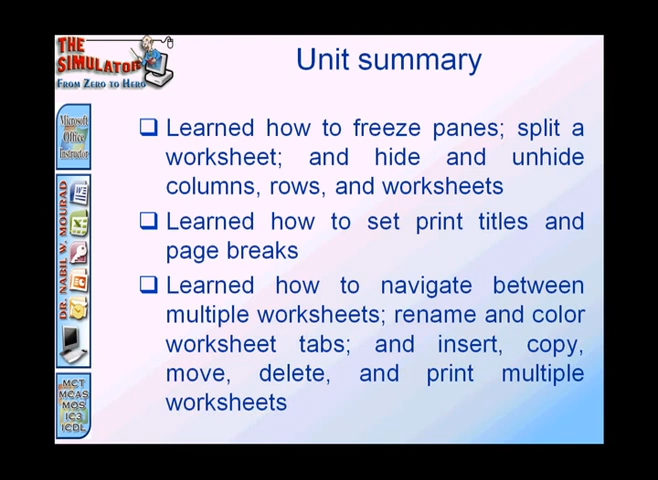 THE
SIMULATOR
FROM ZERO TO HERO
Unit summary
Microsoft
Office
Instructor
DR. NABIL W. MOURAD
MCT
MCAS
MOS
IC3
ICDL
Learned how to freeze panes; split a
worksheet; and hide and unhide
columns, rows, and worksheets
Learned how to set print titles and
page breaks
Learned how to navigate between
multiple worksheets; rename and color
worksheet tabs; and insert, copy,
move, delete, and print multiple
worksheets